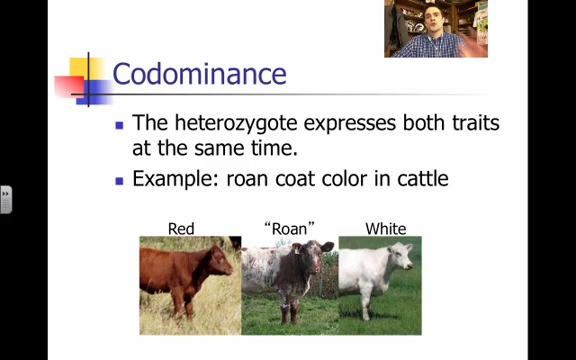 Codominance
The heterozygote expresses both traits
at the same time.
Example: roan coat color in cattle
Red "Roan" White